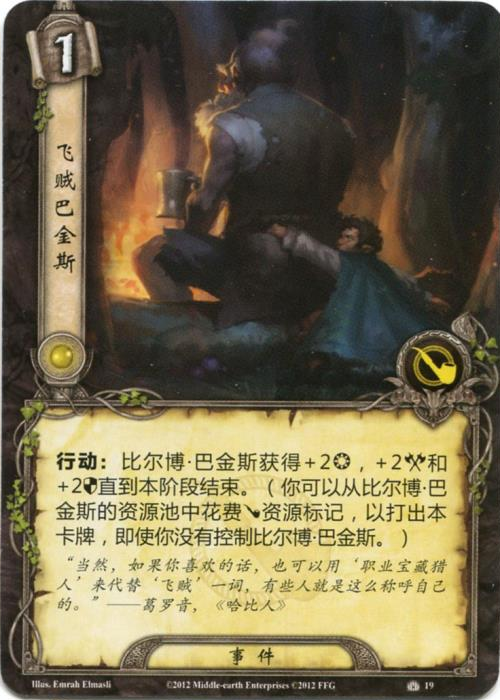 1
飞贼巴金斯
行动：比尔博·巴金斯获得+2，+2和
+2直到本阶段结束。（你可以从比尔博·巴
金斯的资源池中花费资源标记，以打出本
卡牌，即使你没有控制比尔博·巴金斯。）
“当然，如果你喜欢的话，也可以用‘职业宝藏猎
人’来代替‘飞贼’一词，有些人就是这么称呼自己
的。”——葛罗音，《哈比人》
事件
Illus. Emrah Elmasli
©2012 Middle-earth Enterprises ©2012 FFG
19